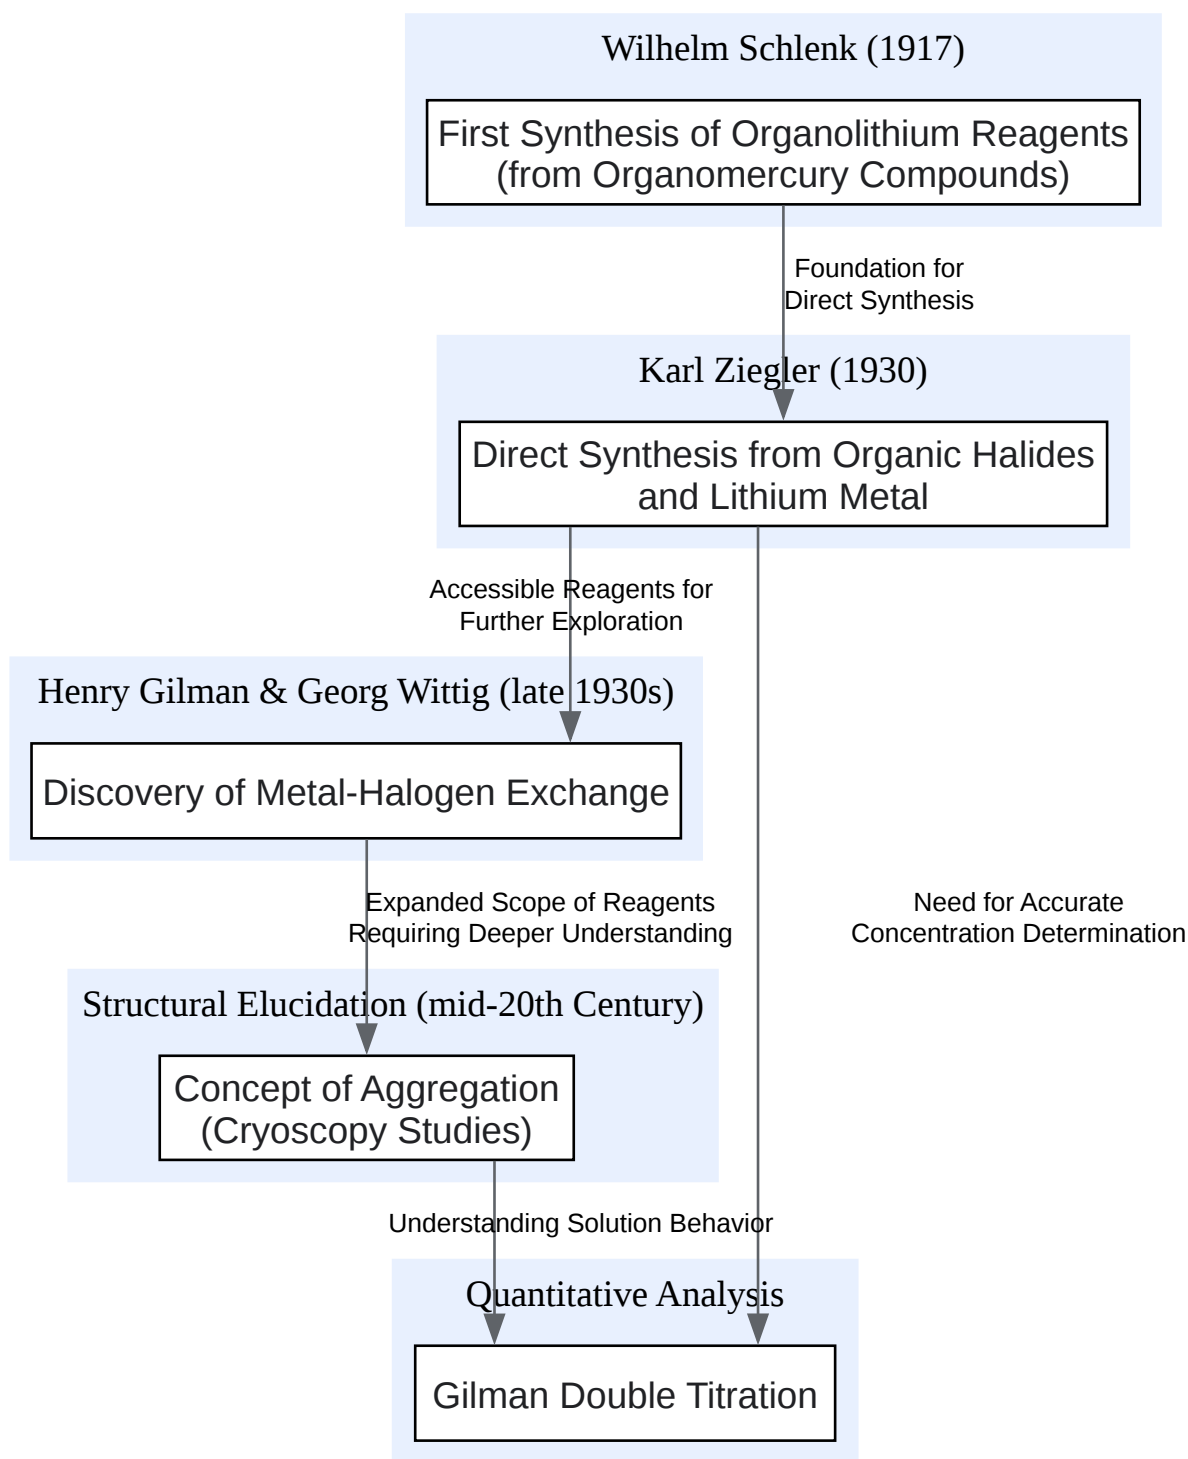 Wilhelm Schlenk (1917)
First Synthesis of Organolithium Reagents
(from Organomercury Compounds)
Foundation for
Direct Synthesis
Karl Ziegler (1930)
Direct Synthesis from Organic Halides
and Lithium Metal
Accessible Reagents for
Further Exploration
Henry Gilman & Georg Wittig (late 1930s)
Discovery of Metal-Halogen Exchange
Expanded Scope of Reagents
Requiring Deeper Understanding
Need for Accurate
Concentration Determination
Structural Elucidation (mid-20th Century)
Concept of Aggregation
(Cryoscopy Studies)
Understanding Solution Behavior
Quantitative Analysis
Gilman Double Titration